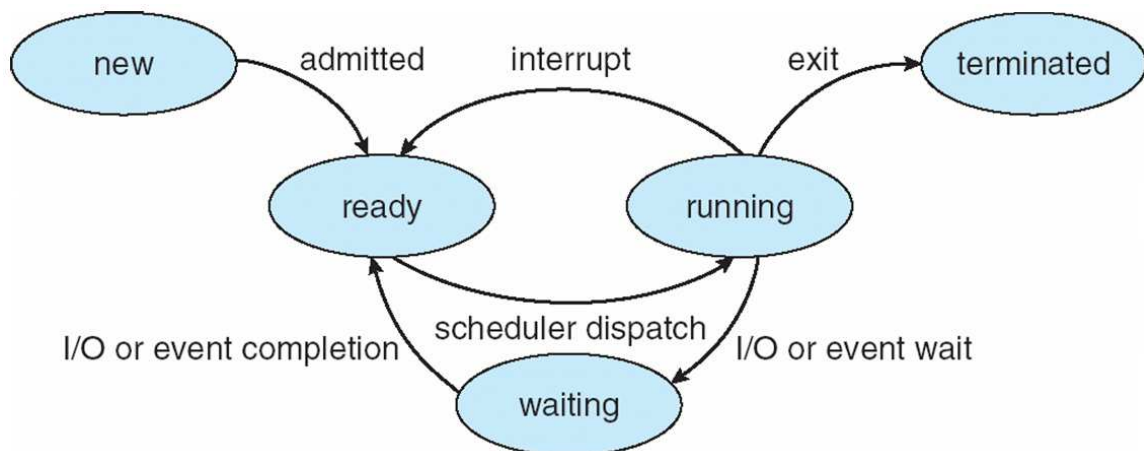 new
admitted
interrupt
exit
terminated
ready
running
scheduler dispatch
I/O or event completion
I/O or event wait
waiting